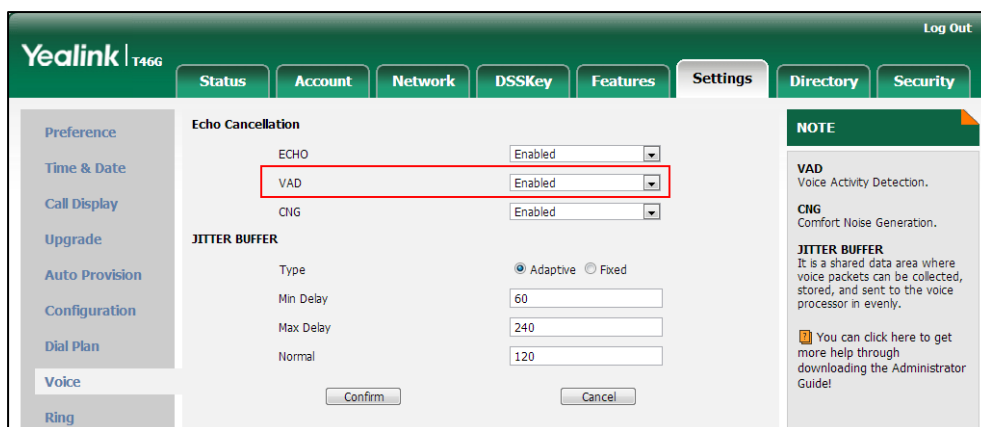 Log Out
Yealink | T46G
Status Account Network DSSKey Features Settings Directory Security
Preference
Time & Date
Call Display
Upgrade
Auto Provision
Configuration
Dial Plan
Voice
Ring
Echo Cancellation
ECHO Enabled
VAD Enabled
CNG Enabled
JITTER BUFFER
Type Adaptive Fixed
Min Delay 60
Max Delay 240
Normal 120
Confirm Cancel
NOTE
VAD
Voice Activity Detection.
CNG
Comfort Noise Generation.
JITTER BUFFER
It is a shared data area where
voice packets can be collected,
stored, and sent to the voice
processor in evenly.
You can click here to get
more help through
downloading the Administrator
Guide!